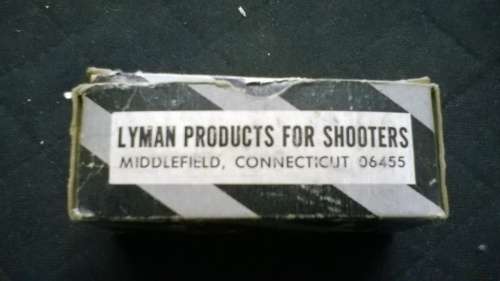 LYMAN PRODUCTS FOR SHOOTERS
MIDDLEFIELD, CONNECTICUT 06455